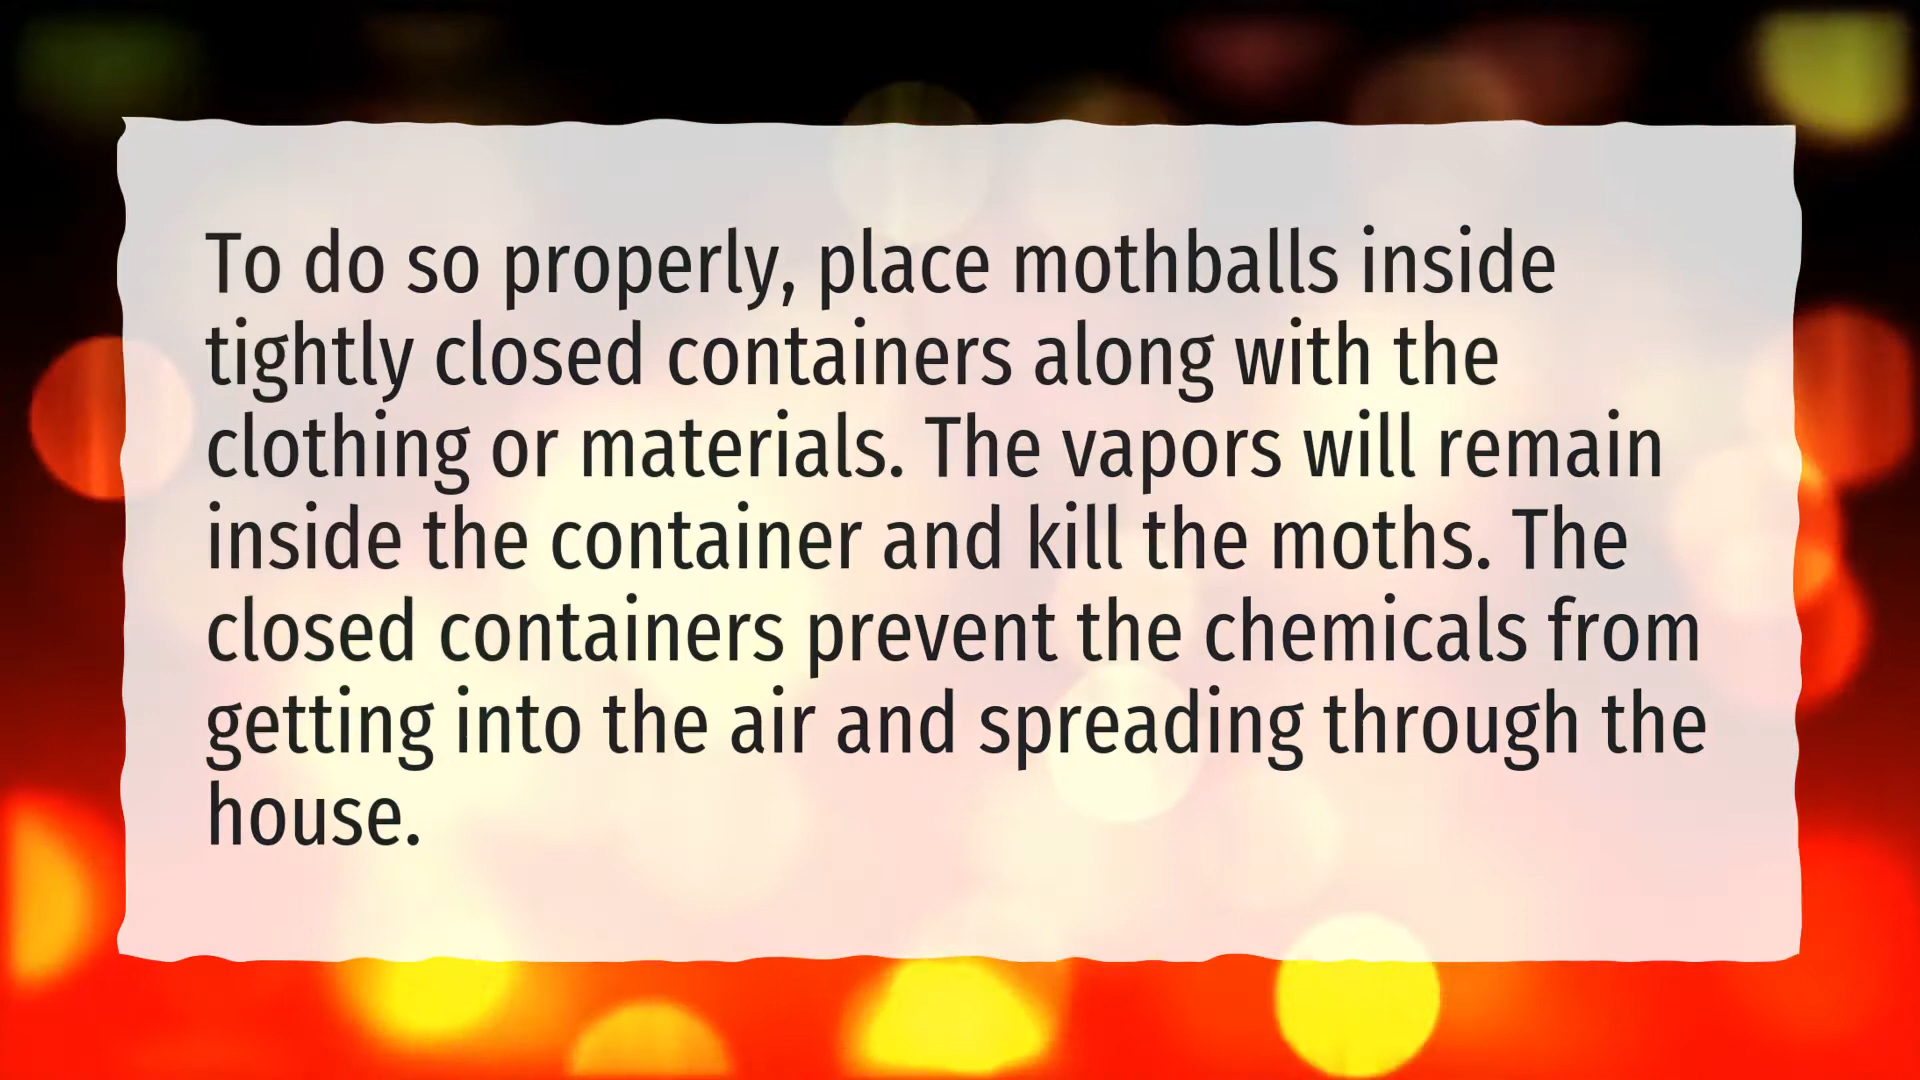 To do so properly, place mothballs inside
tightly closed containers along with the
clothing or materials. The vapors will remain
inside the container and kill the moths. The
closed containers prevent the chemicals from
getting into the air and spreading through the
house.